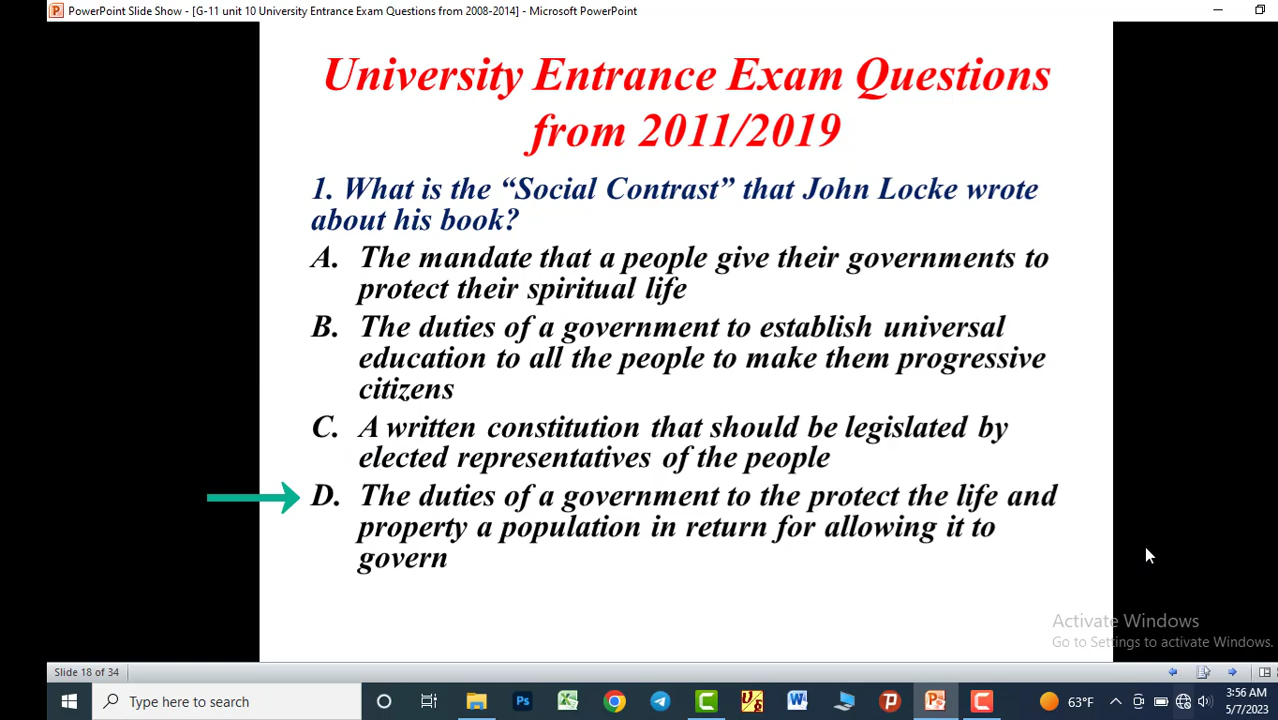 PowerPoint Slide Show - [G-11 unit 10 University Entrance Exam Questions from 2008-2014] - Microsoft PowerPoint
University Entrance Exam Questions
from 2011/2019
1. What is the “Social Contrast” that John Locke wrote
about his book?
A. The mandate that a people give their governments to
protect their spiritual life
B. The duties of a government to establish universal
education to all the people to make them progressive
citizens
C. A written constitution that should be legislated by
elected representatives of the people
D. The duties of a government to the protect the life and
property a population in return for allowing it to
govern
Activate Windows
Go to Settings to activate Windows.
Slide 18 of 34
Type here to search
63°F
3:56 AM
5/7/2023